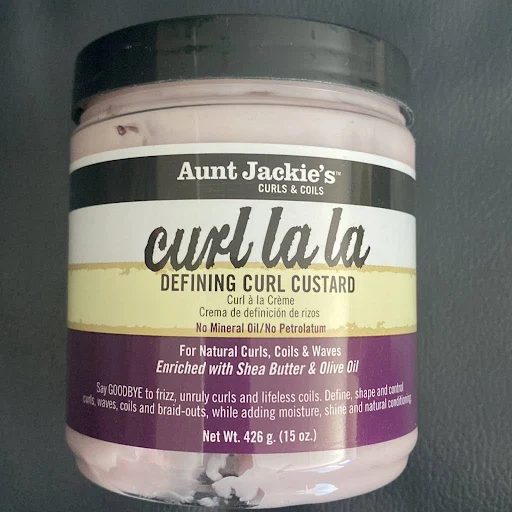 Aunt Jackie's™
CURLS & COILS
curl la la
DEFINING CURL CUSTARD
Curl à la Crème
Crema de definición de rizos
No Mineral Oil/No Petrolatum
For Natural Curls, Coils & Waves
Enriched with Shea Butter & Olive Oil
Say GOODBYE to frizz, unruly curls and lifeless coils. Define, shape and control
curls, waves, coils and braid-outs, while adding moisture, shine and natural conditioning.
Net Wt. 426 g. (15 oz.)